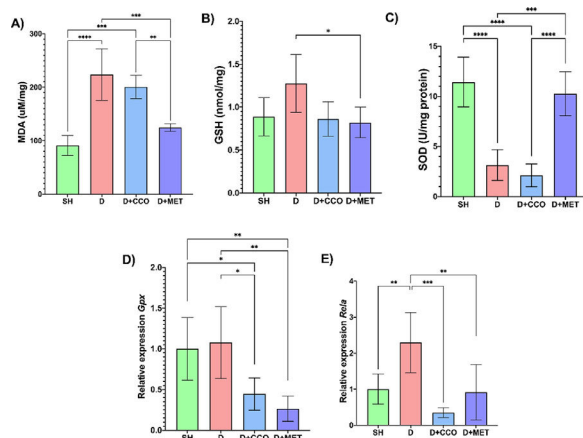 A)
***
***
****
**
MDA (uM/mg)
300
200
100
0
SH
D
D+CCO
D+MET
B)
*
GSH (nmol/mg)
2.0
1.5
1.0
0.5
0.0
SH
D
D+CCO
D+MET
C)
***
****
****
****
SOD (U/mg protein)
15
10
5
0
SH
D
D+CCO
D+MET
D)
**
**
*
*
Relative expression Gpx
2.0
1.5
1.0
0.5
0.0
SH
D
D+CCO
D+MET
E)
**
**
***
Relative expression Rela
4
3
2
1
0
SH
D
D+CCO
D+MET